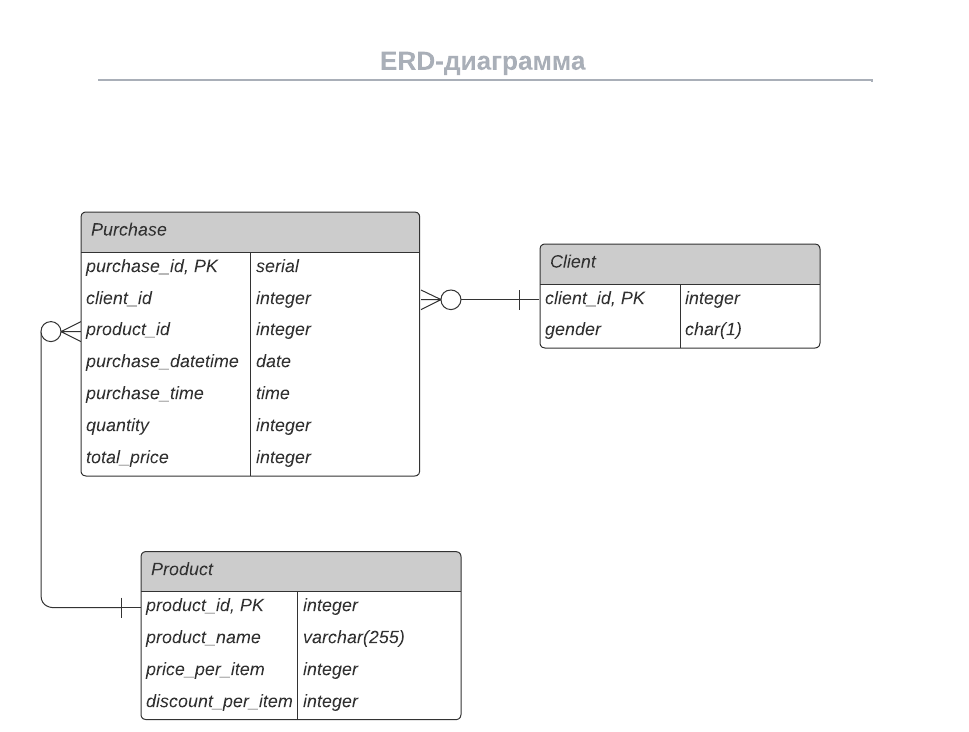 ERD-диаграмма
Purchase
purchase_id, PK serial
client_id integer
product_id integer
purchase_datetime date
purchase_time time
quantity integer
total_price integer
Client
client_id, PK integer
gender char(1)
Product
product_id, PK integer
product_name varchar(255)
price_per_item integer
discount_per_item integer